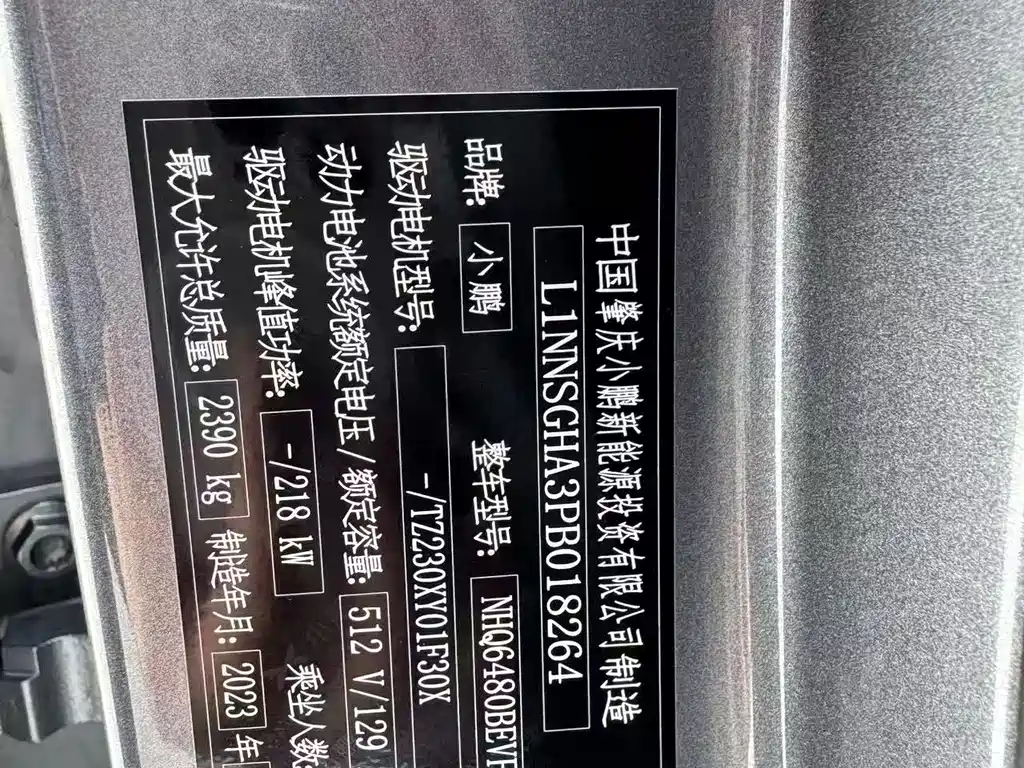 中国肇庆小鹏新能源投资有限公司制造
L1NNSGHA3PB018264
品牌: 小鹏 整车型号: NHQ6480BEVF
驱动电机型号: -/TZ230XY01F30X
动力电池系统额定电压/额定容量: 512 V/129
驱动电机峰值功率: -/218 kW 乘坐人数:
最大允许总质量: 2390 kg 制造年月: 2023 年